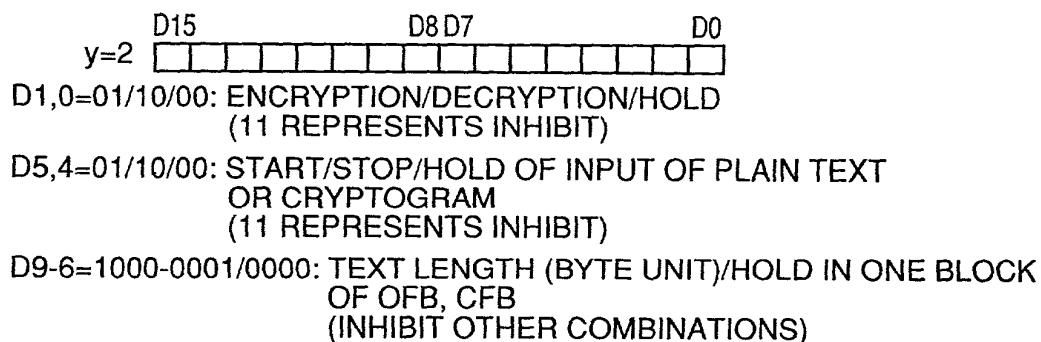 D15 D8 D7 D0
y=2
D1,0=01/10/00: ENCRYPTION/DECRYPTION/HOLD
(11 REPRESENTS INHIBIT)
D5,4=01/10/00: START/STOP/HOLD OF INPUT OF PLAIN TEXT
OR CRYPTOGRAM
(11 REPRESENTS INHIBIT)
D9-6=1000-0001/0000: TEXT LENGTH (BYTE UNIT)/HOLD IN ONE BLOCK
OF OFB, CFB
(INHIBIT OTHER COMBINATIONS)